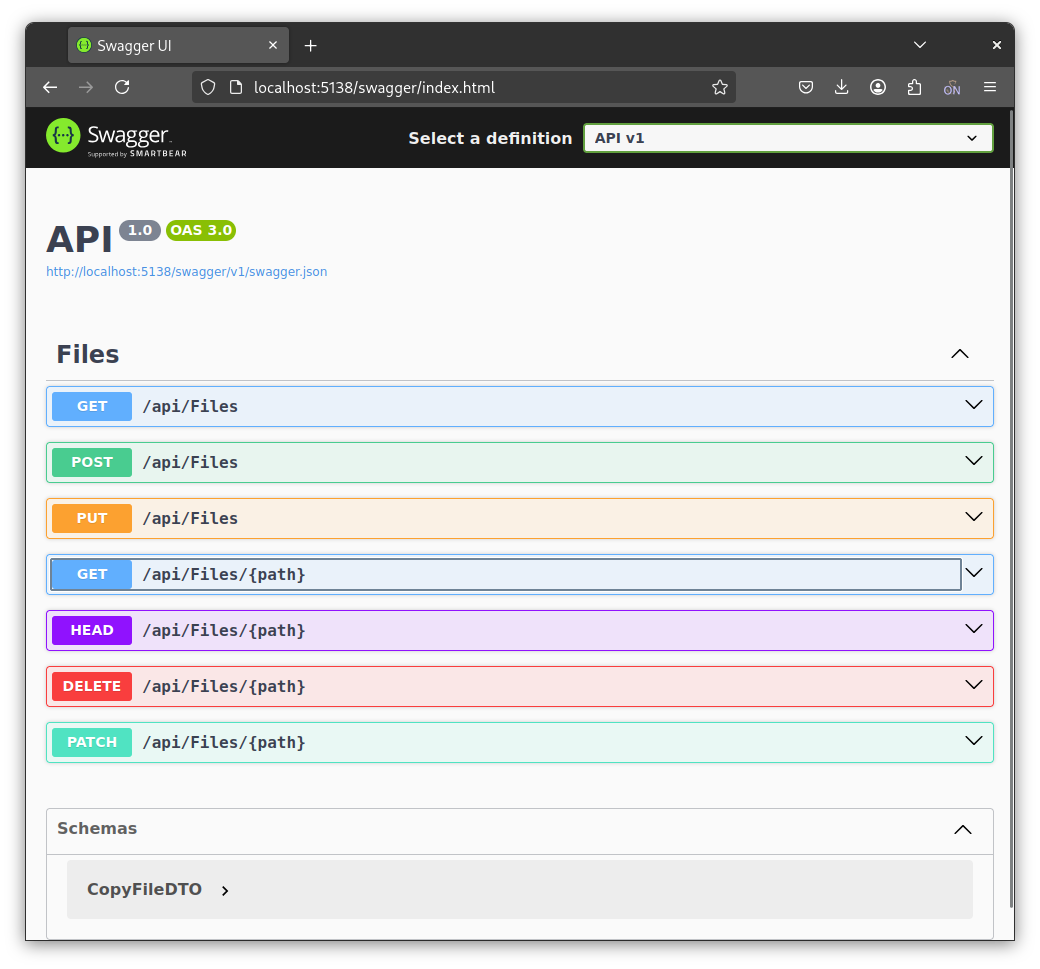 Swagger UI
localhost:5138/swagger/index.html
ON
Swagger
Supported by SMARTBEAR
Select a definition
API v1
API 1.0 OAS 3.0
http://localhost:5138/swagger/v1/swagger.json
Files
GET /api/Files
POST /api/Files
PUT /api/Files
GET /api/Files/{path}
HEAD /api/Files/{path}
DELETE /api/Files/{path}
PATCH /api/Files/{path}
Schemas
CopyFileDTO